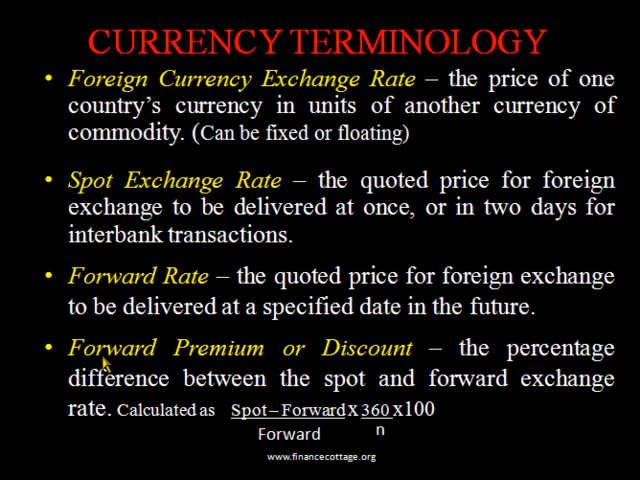 CURRENCY TERMINOLOGY
• Foreign Currency Exchange Rate – the price of one
country's currency in units of another currency of
commodity. (Can be fixed or floating)
• Spot Exchange Rate – the quoted price for foreign
exchange to be delivered at once, or in two days for
interbank transactions.
• Forward Rate – the quoted price for foreign exchange
to be delivered at a specified date in the future.
• Forward Premium or Discount – the percentage
difference between the spot and forward exchange
rate. Calculated as Spot – Forward x 360 x100
Forward n
www.financecottage.org